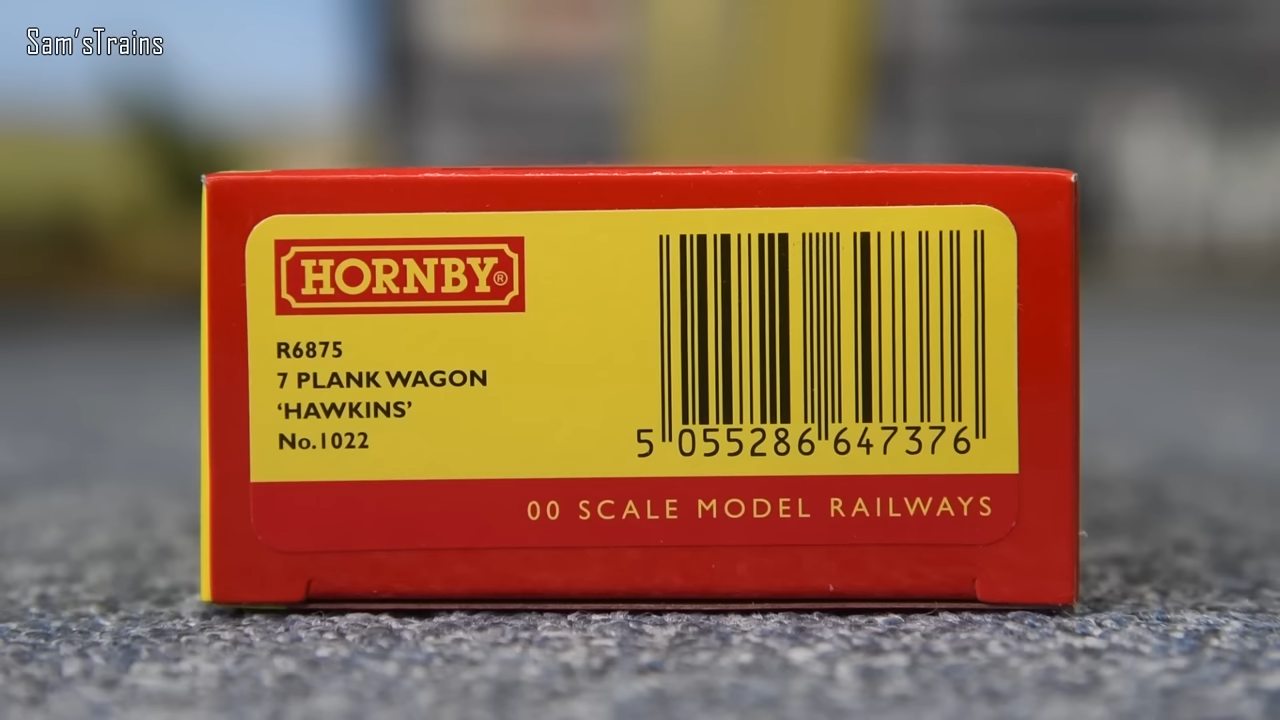 Sam'sTrains
HORNBY®
R6875
7 PLANK WAGON
‘HAWKINS’
No.1022
5 055286 647376
00 SCALE MODEL RAILWAYS